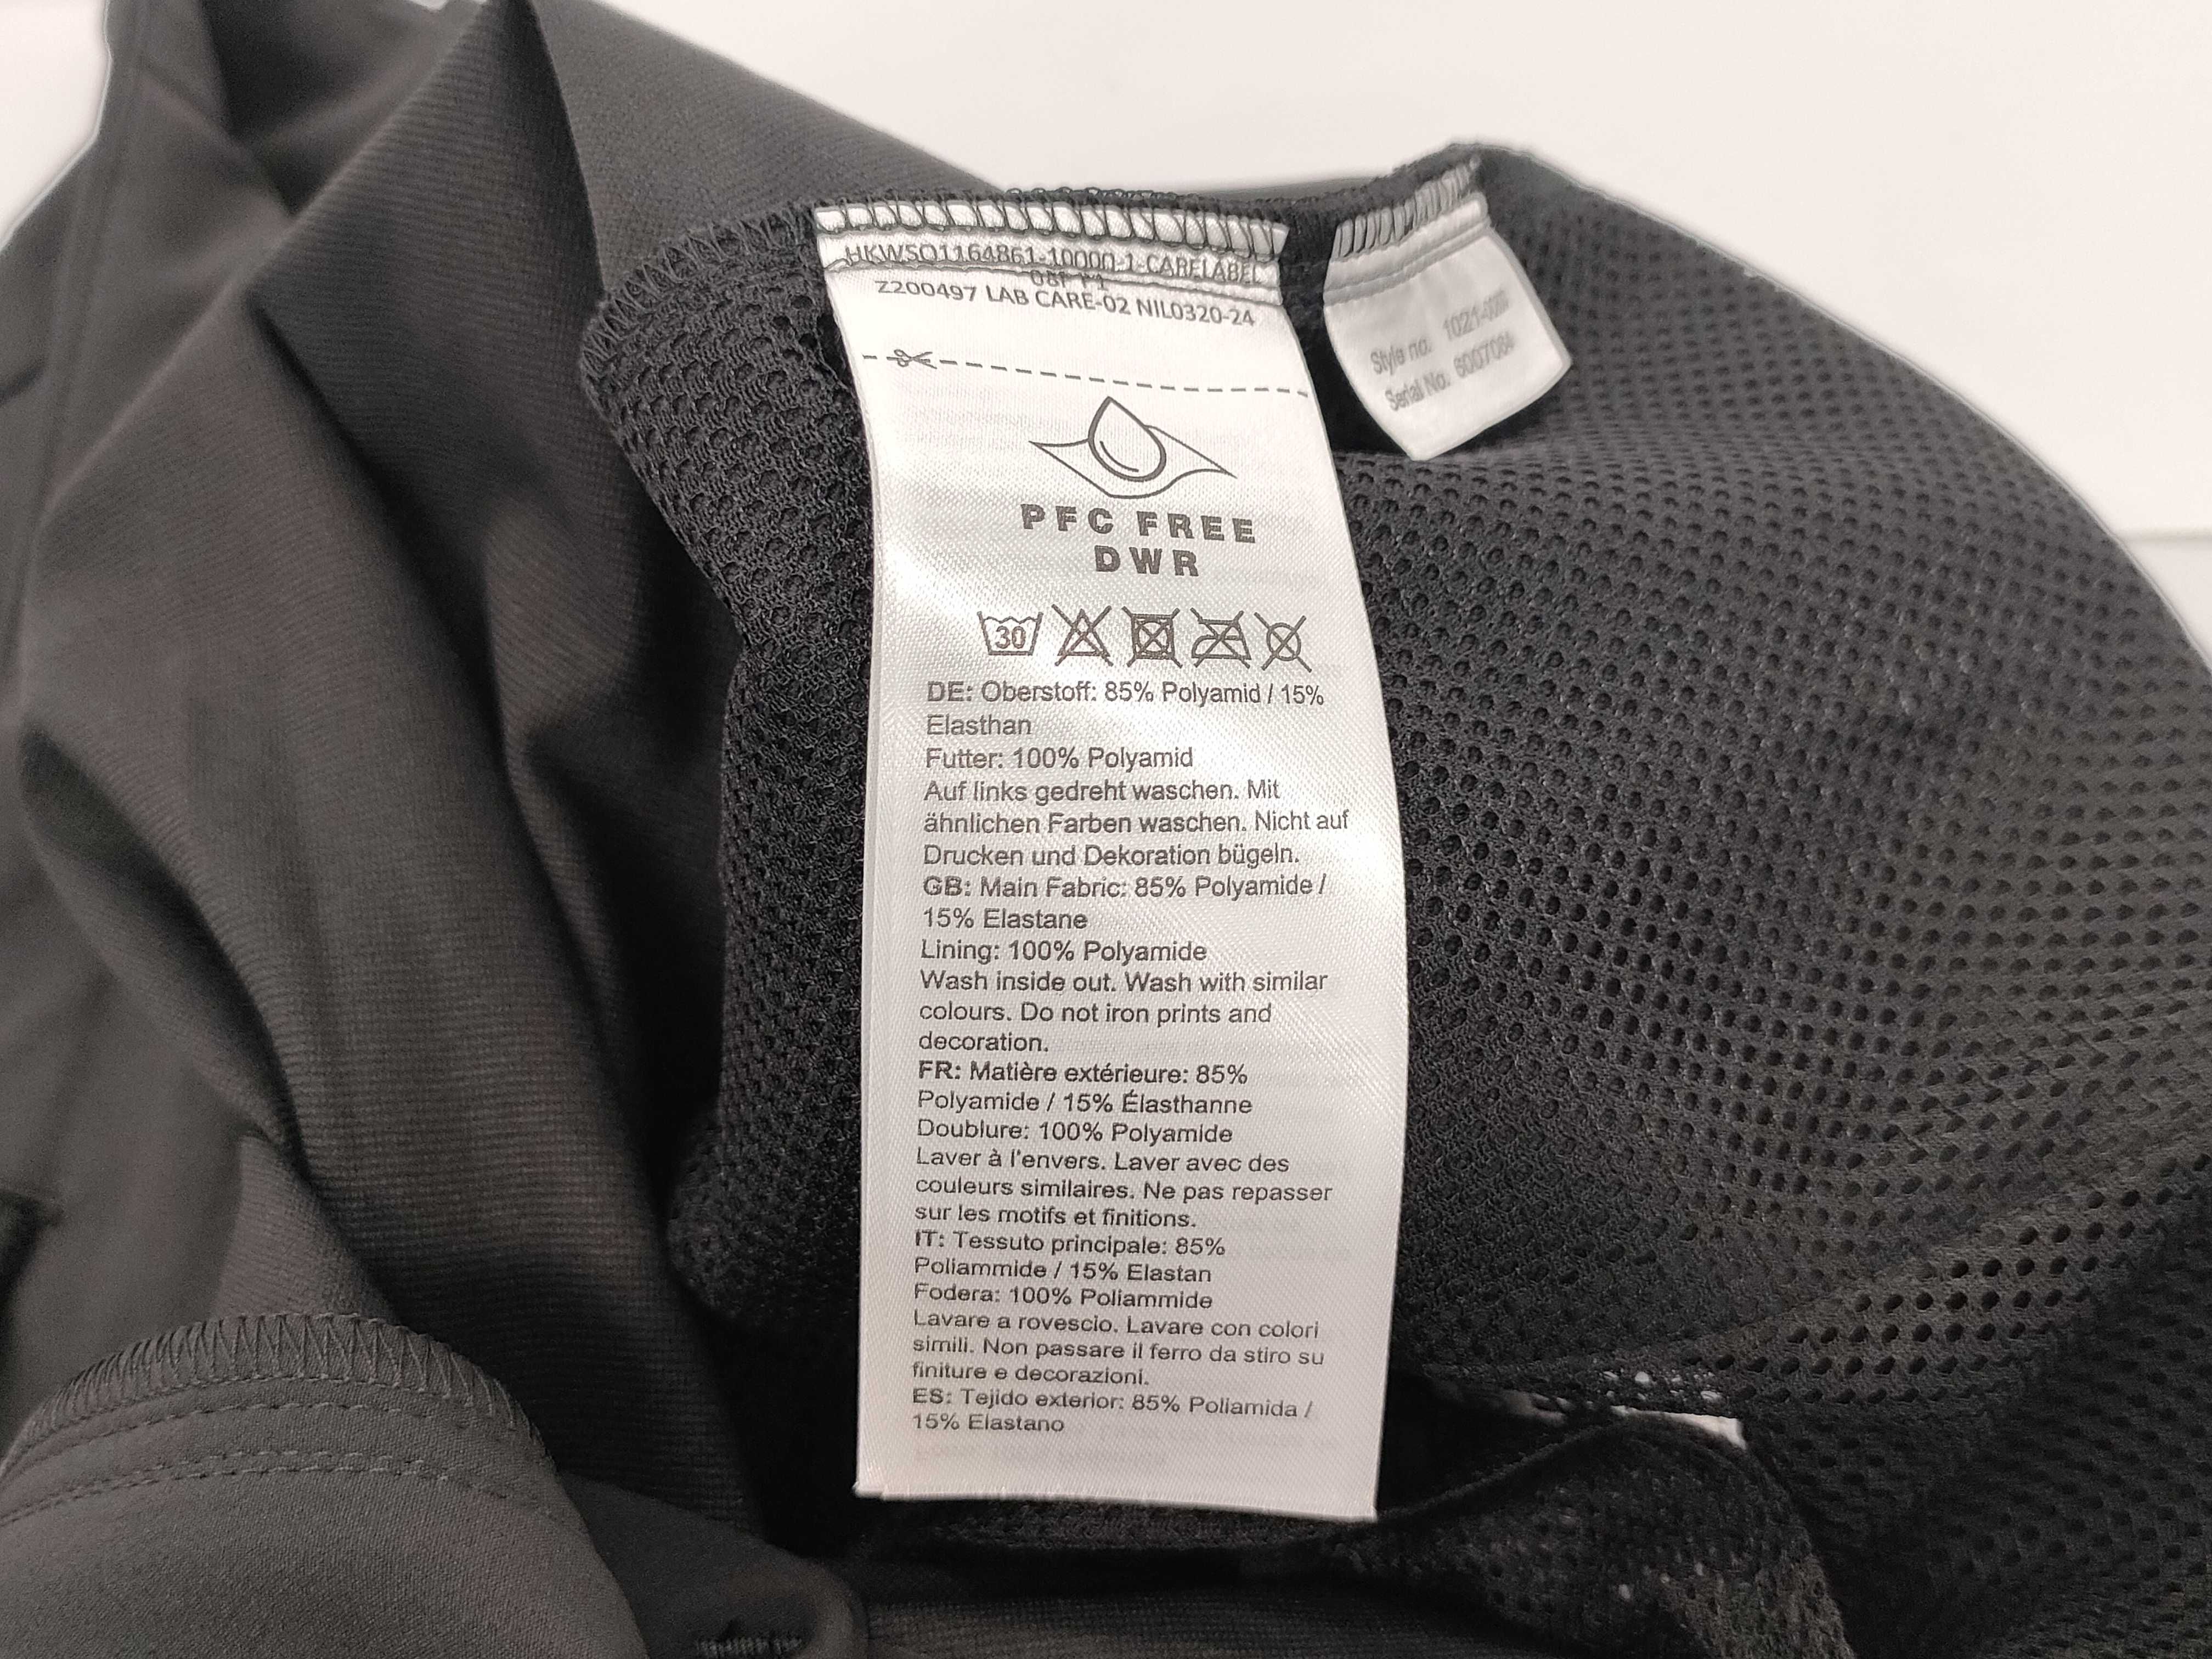 HKWSO1164861-10000-1-CARELABEL
Z200497 LAB CARE-02 NIL0320-24
PFC FREE
DWR
30
DE: Oberstoff: 85% Polyamid / 15%
Elasthan
Futter: 100% Polyamid
Auf links gedreht waschen. Mit
ähnlichen Farben waschen. Nicht auf
Drucken und Dekoration bügeln.
GB: Main Fabric: 85% Polyamide /
15% Elastane
Lining: 100% Polyamide
Wash inside out. Wash with similar
colours. Do not iron prints and
decoration.
FR: Matière extérieure: 85%
Polyamide / 15% Élasthanne
Doublure: 100% Polyamide
Laver à l'envers. Laver avec des
couleurs similaires. Ne pas repasser
sur les motifs et finitions.
IT: Tessuto principale: 85%
Poliammide / 15% Elastan
Fodera: 100% Poliammide
Lavare a rovescio. Lavare con colori
simili. Non passare il ferro da stiro su
finiture e decorazioni.
ES: Tejido exterior: 85% Poliamida /
15% Elastano
Style no.
Serial No.